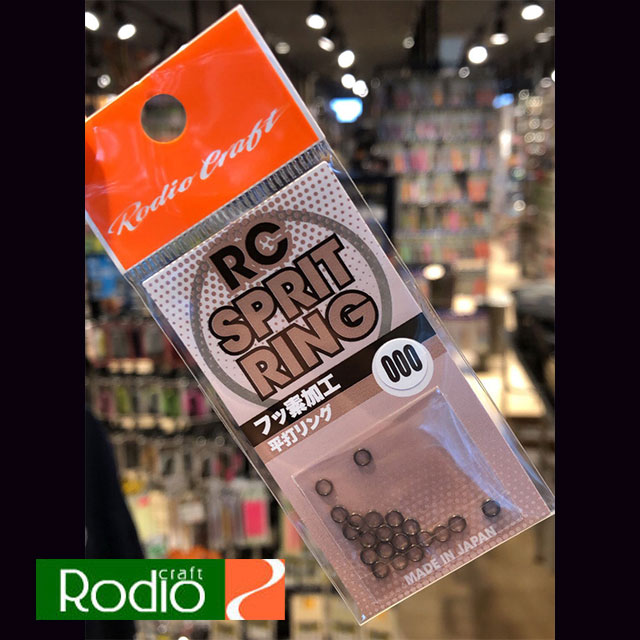 Rodio Craft
RC
SPRIT
RING
フッ素加工
平打リング
000
MADE IN JAPAN
Rodio craft